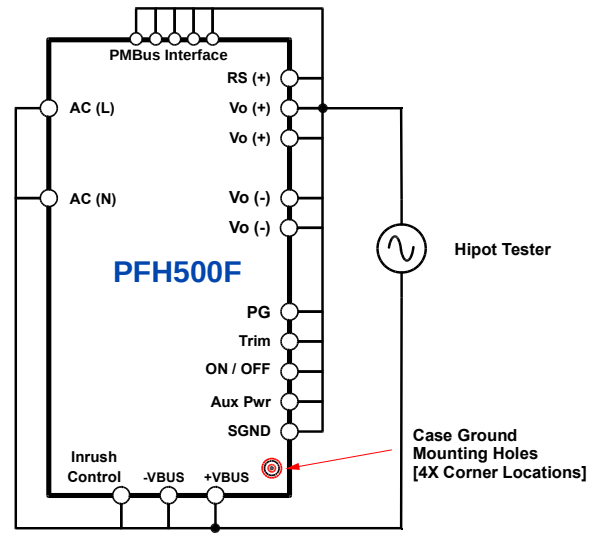 PMBus Interface
RS (+)
AC (L)
Vo (+)
Vo (+)
AC (N)
Vo (-)
Vo (-)
Hipot Tester
PFH500F
PG
Trim
ON / OFF
Aux Pwr
SGND
Case Ground
Mounting Holes
[4X Corner Locations]
Inrush
Control
-VBUS
+VBUS